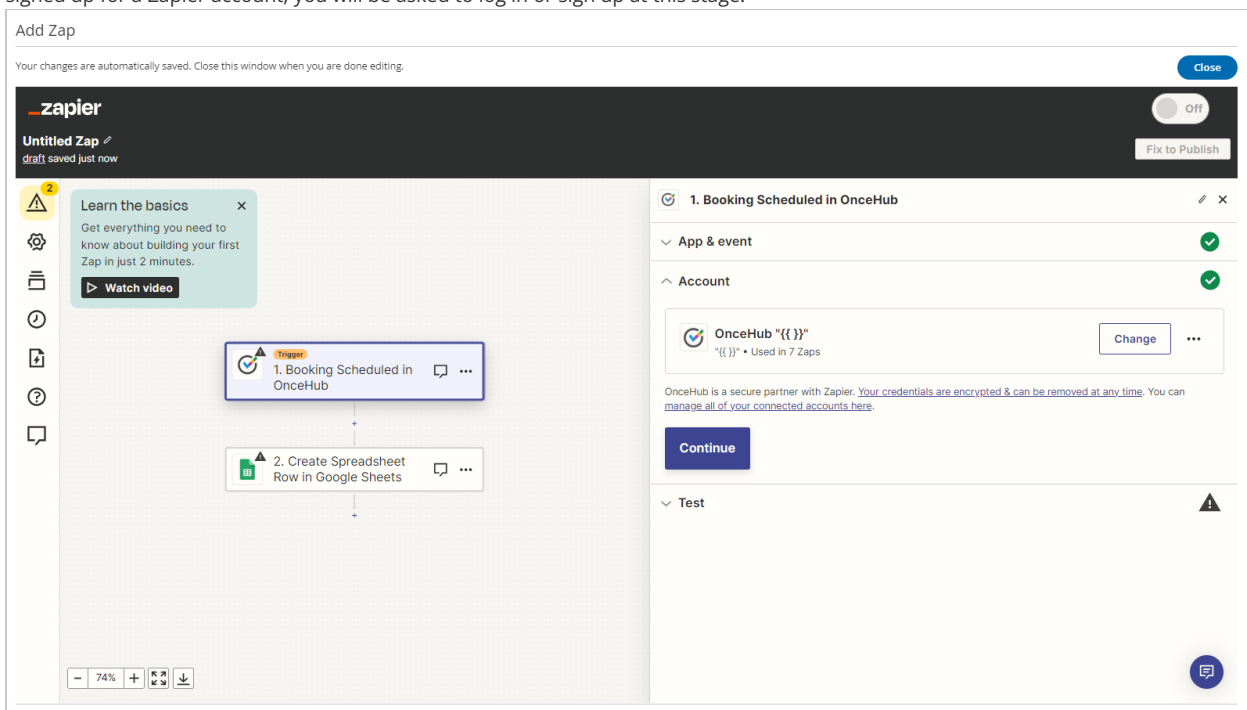 signed up for a Zapier account, you will be asked to log in or sign up at this stage.
Add Zap
Your changes are automatically saved. Close this window when you are done editing.
Close
_zapier
Off
Untitled Zap
draft saved just now
Fix to Publish
2
Learn the basics
Get everything you need to
know about building your first
Zap in just 2 minutes.
Watch video
Trigger
1. Booking Scheduled in
OnceHub
2. Create Spreadsheet
Row in Google Sheets
74%
1. Booking Scheduled in OnceHub
App & event
Account
OnceHub "{{ }}"
"{{ }}" • Used in 7 Zaps
Change
OnceHub is a secure partner with Zapier. Your credentials are encrypted & can be removed at any time. You can
manage all of your connected accounts here.
Continue
Test